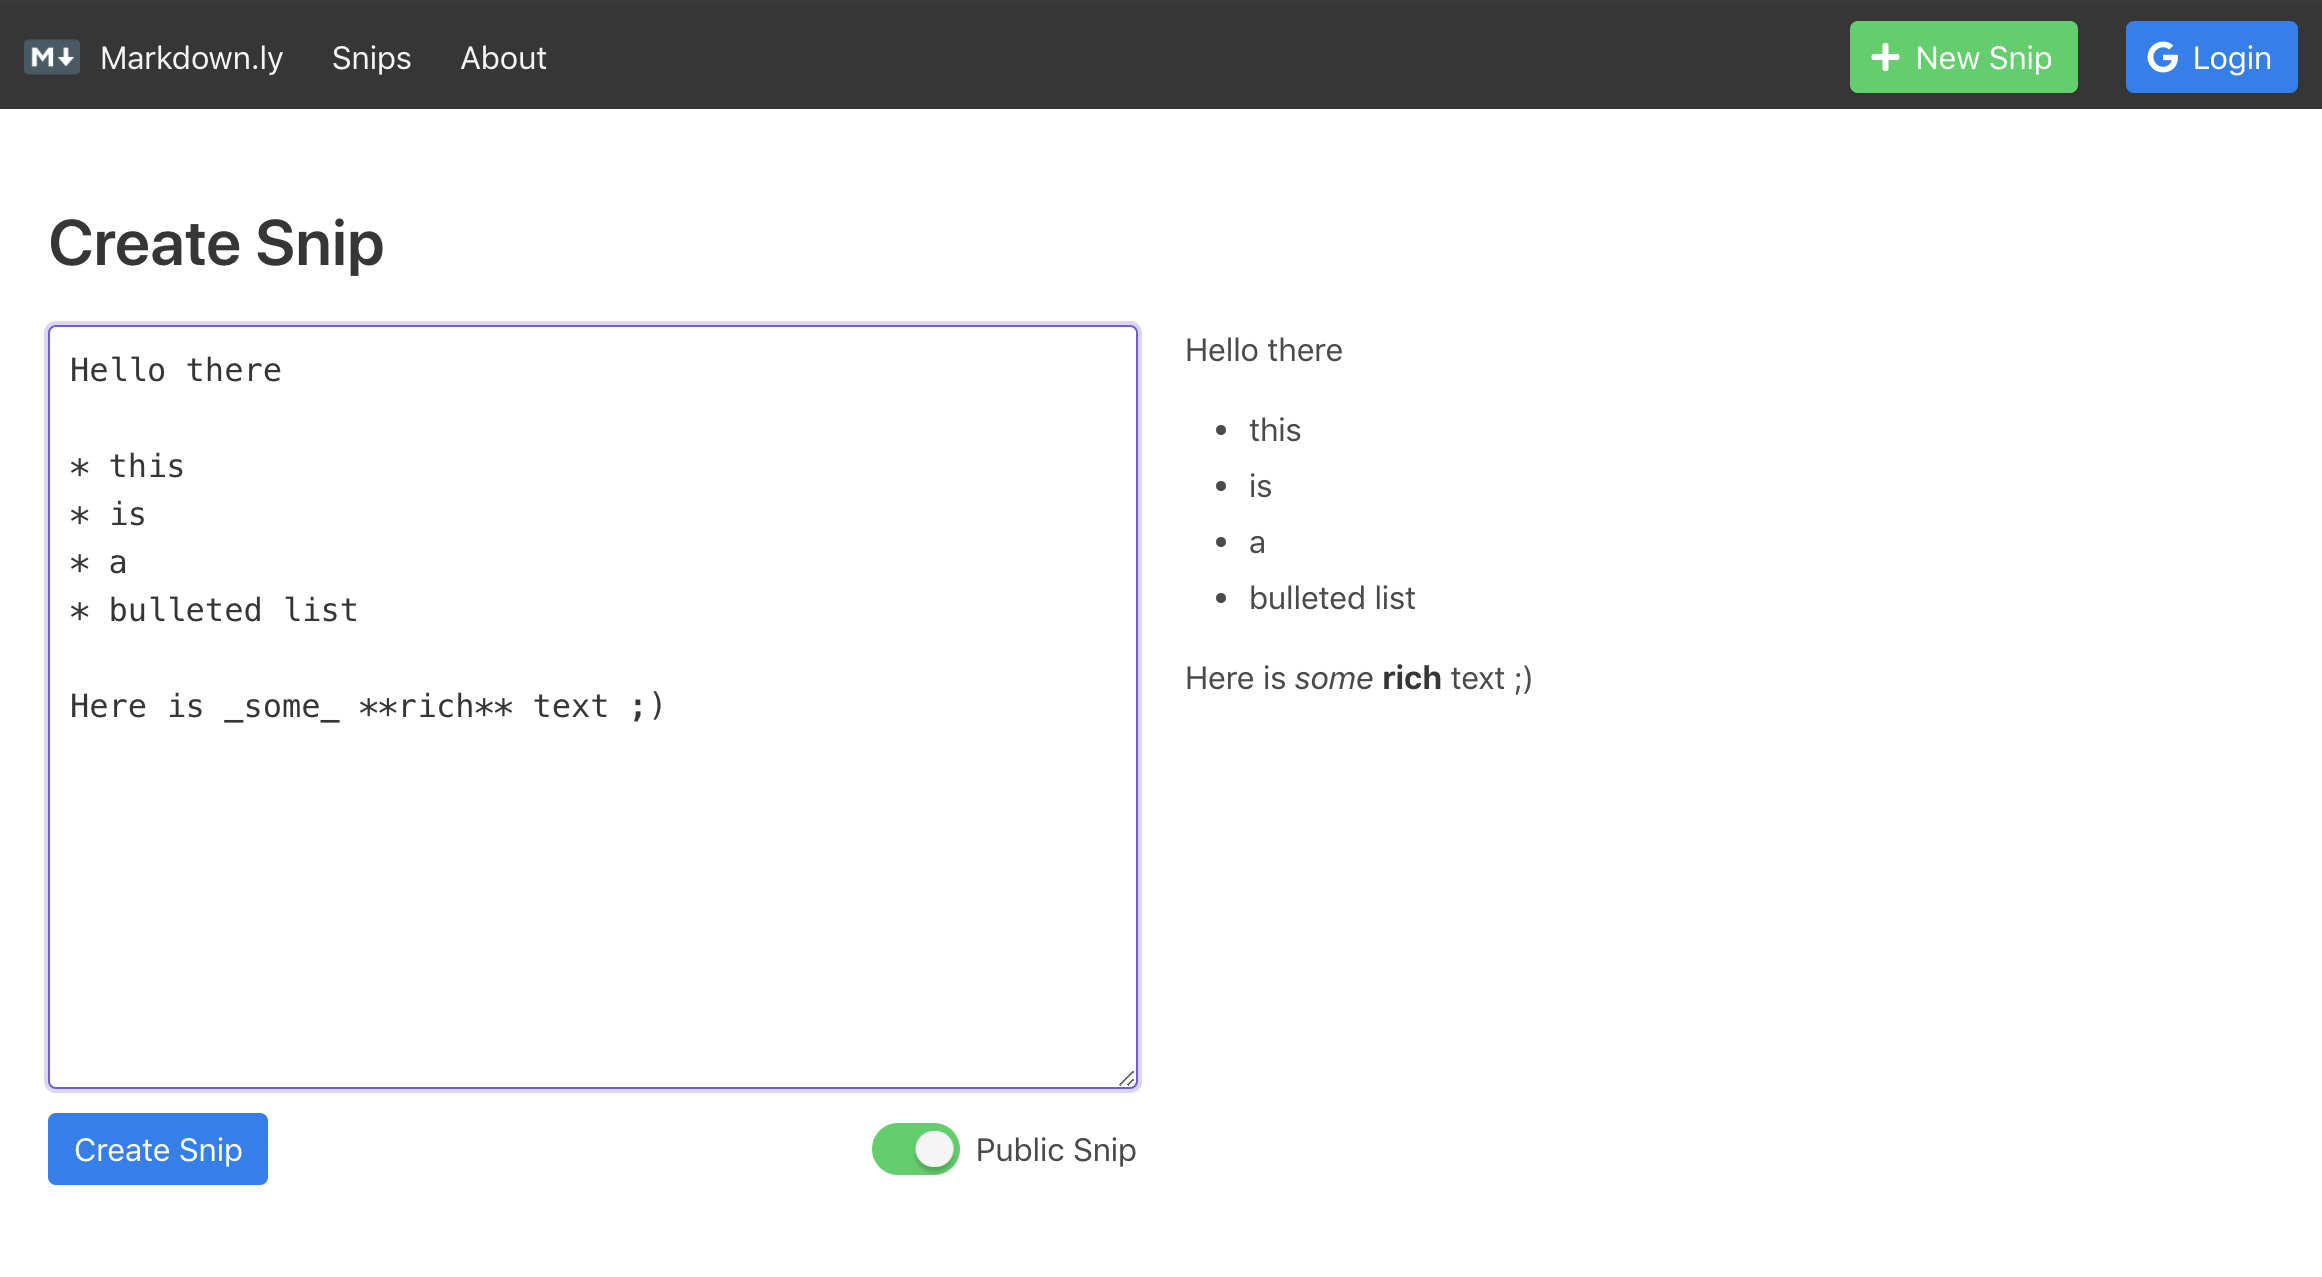 M↓ Markdown.ly Snips About + New Snip G Login
Create Snip
Hello there
* this
* is
* a
* bulleted list
Here is _some_ **rich** text ;)
Hello there
• this
• is
• a
• bulleted list
Here is some rich text ;)
Create Snip
Public Snip